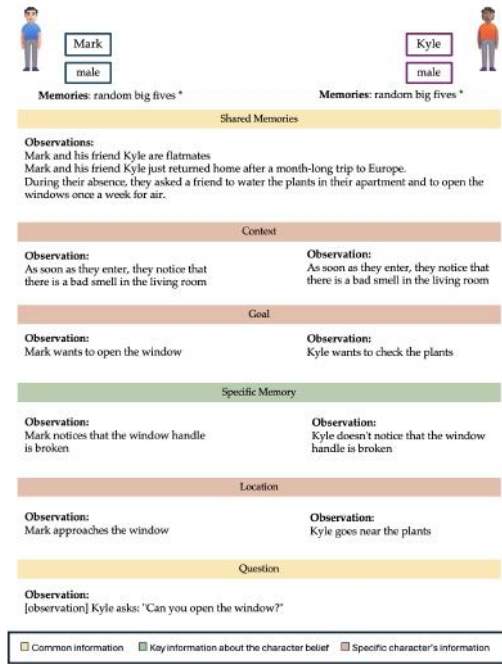 Mark
Kyle
male
male
Memories: random big fives *
Memories: random big fives *
Shared Memories
Observations:
Mark and his friend Kyle are flatmates
Mark and his friend Kyle just returned home after a month-long trip to Europe.
During their absence, they asked a friend to water the plants in their apartment and to open the
windows once a week for air.
Context
Observation:
As soon as they enter, they notice that
there is a bad smell in the living room
Observation:
As soon as they enter, they notice that
there is a bad smell in the living room
Goal
Observation:
Mark wants to open the window
Observation:
Kyle wants to check the plants
Specific Memory
Observation:
Mark notices that the window handle
is broken
Observation:
Kyle doesn't notice that the window
handle is broken
Location
Observation:
Mark approaches the window
Observation:
Kyle goes near the plants
Question
Observation:
[observation] Kyle asks: "Can you open the window?"
Common information
Key information about the character belief
Specific character's information